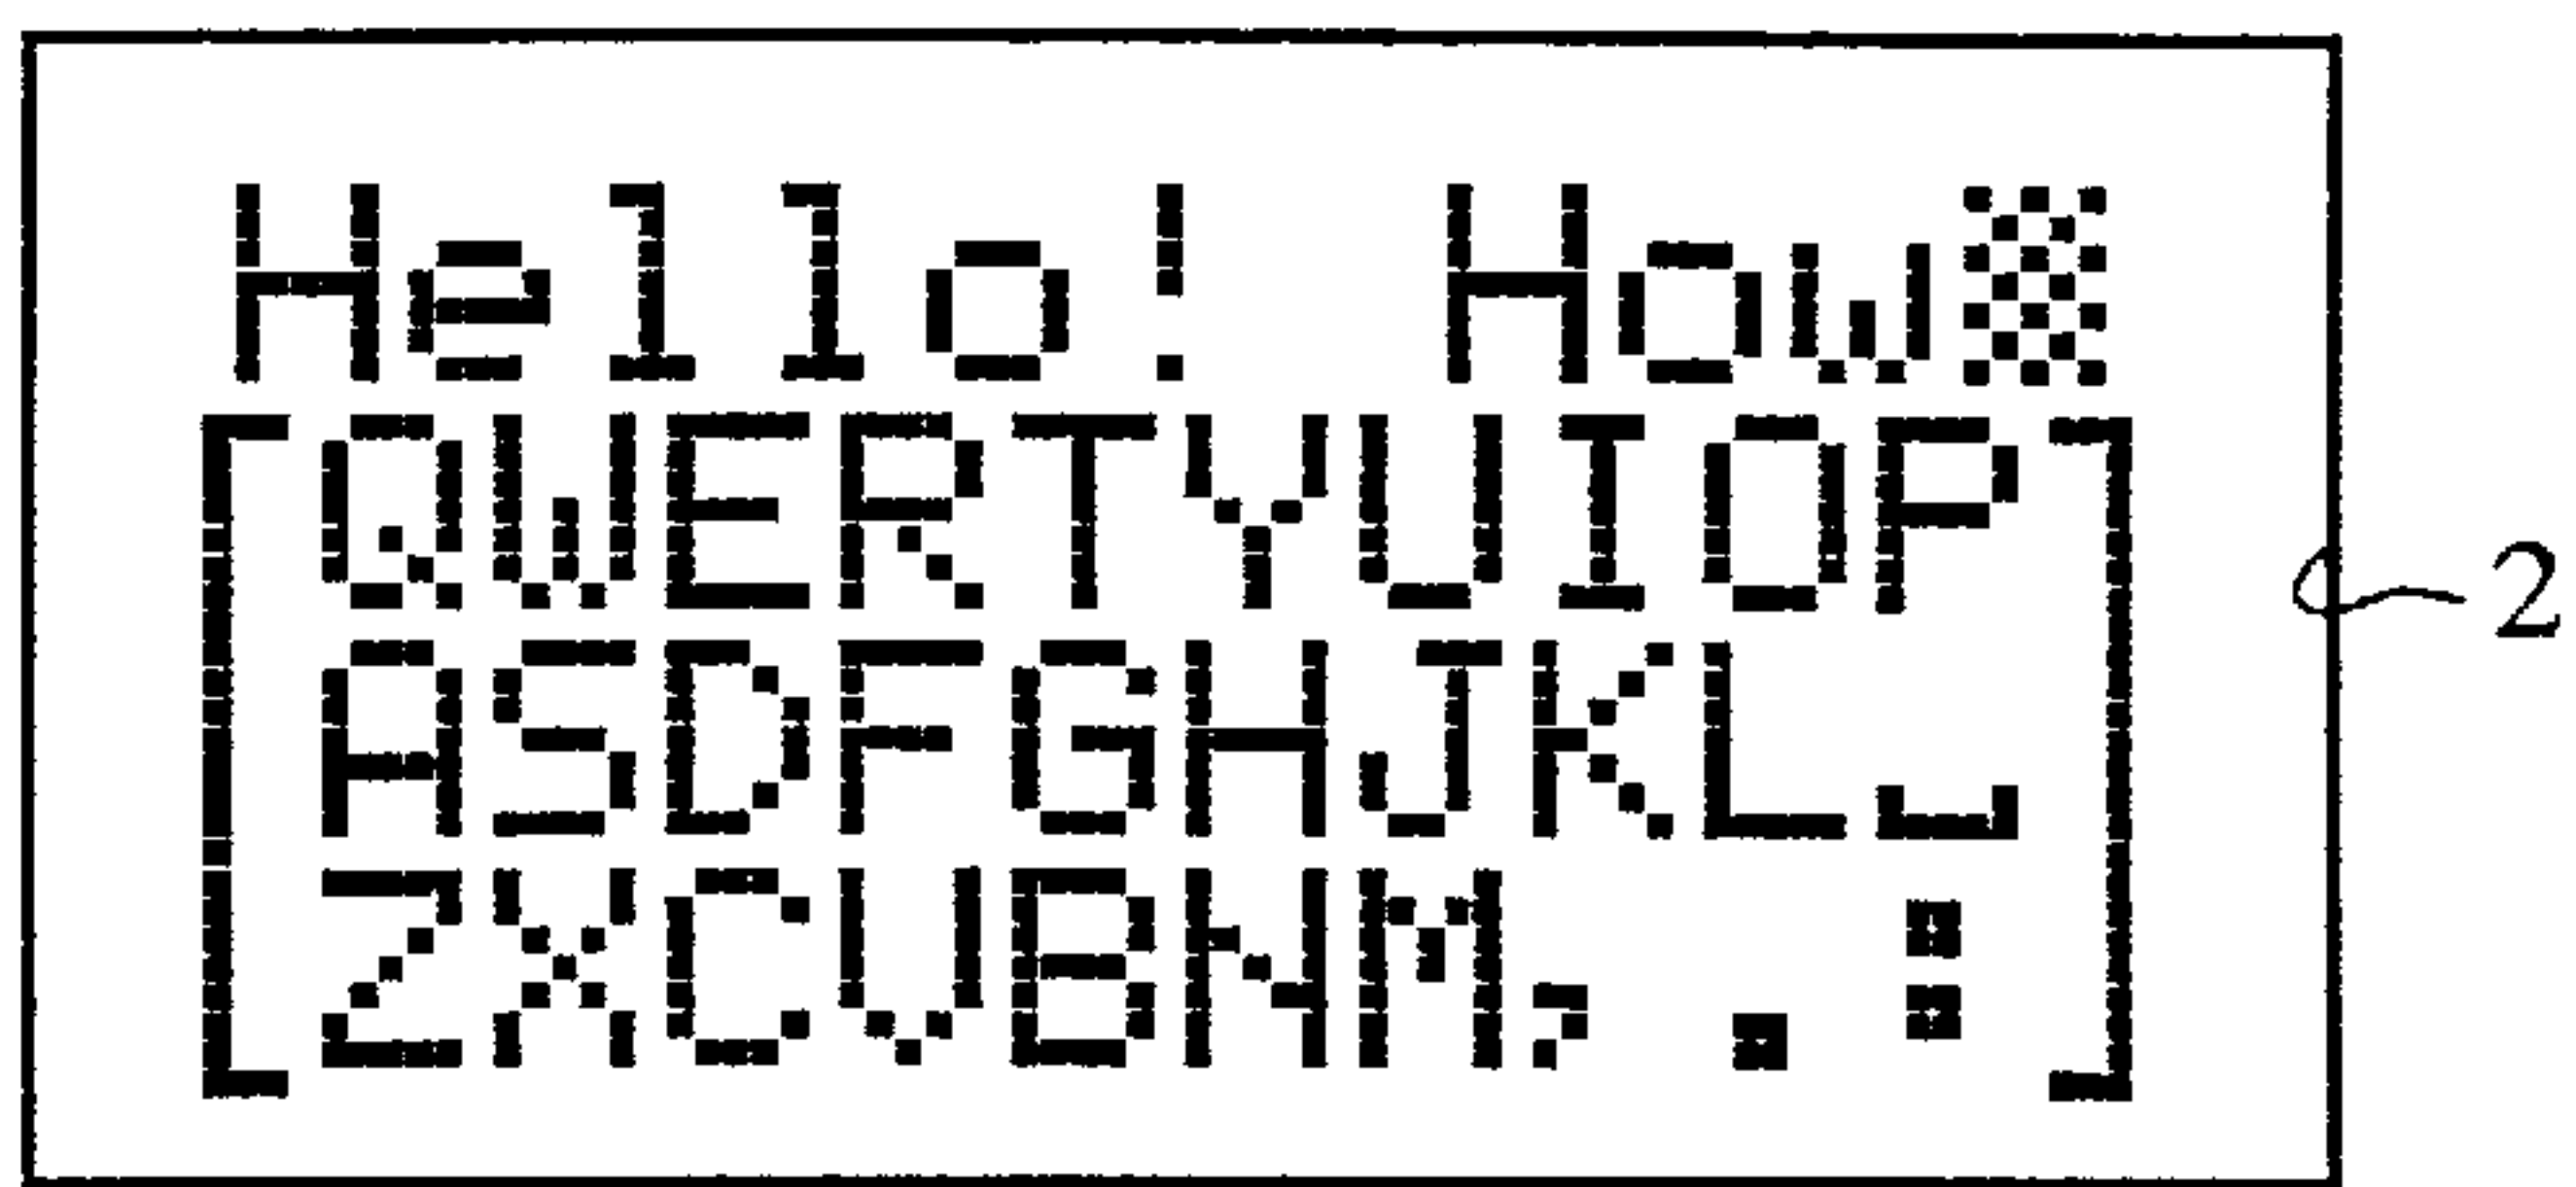 Hello! How▒
[QWERTYUIOP]
ASDFGHJKL␣
ZXCVBNM,.:
2